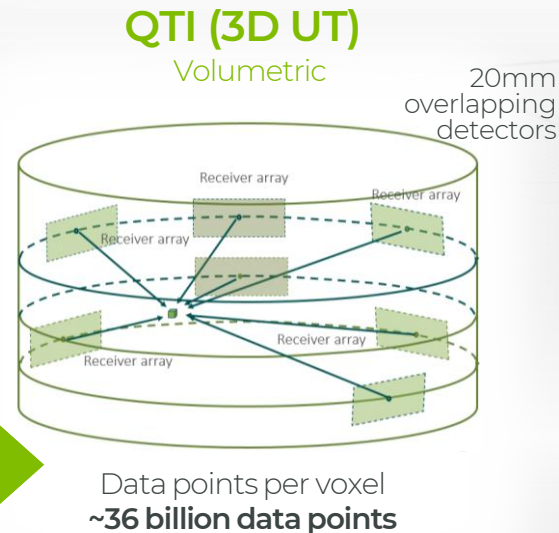 QTI (3D UT)
Volumetric
20mm
overlapping
detectors
Receiver array
Receiver array
Receiver array
Receiver array
Receiver array
Data points per voxel
~36 billion data points